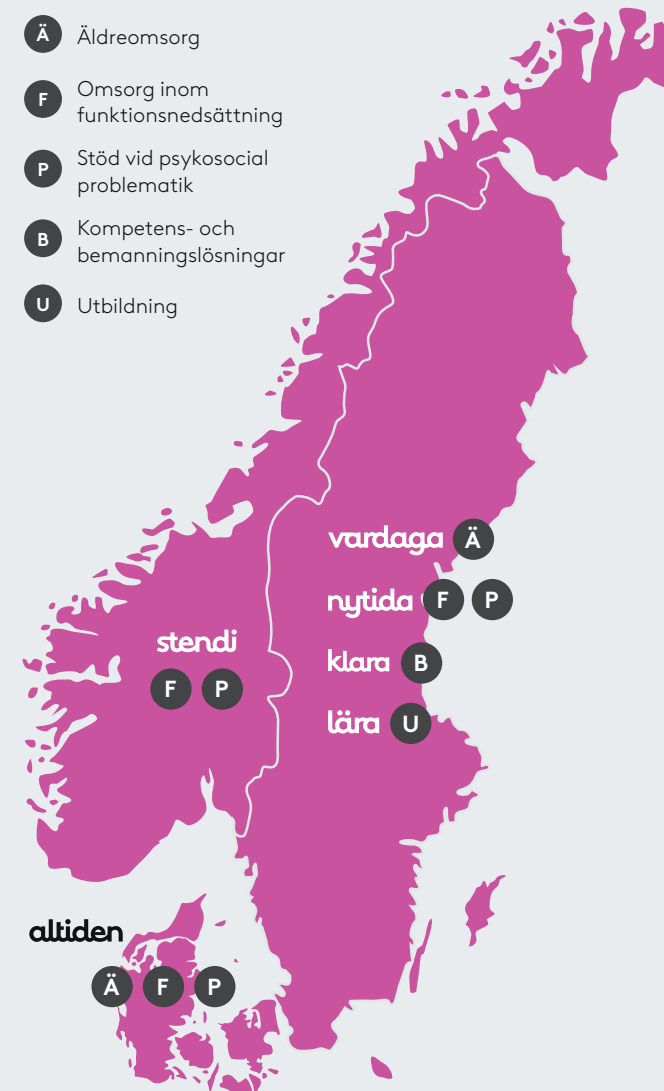 Ä Äldreomsorg
F Omsorg inom
funktionsnedsättning
P Stöd vid psykosocial
problematik
B Kompetens- och
bemanningslösningar
U Utbildning
vardaga Ä
nytida F P
stendi
F P
klara B
lära U
altiden
Ä F P